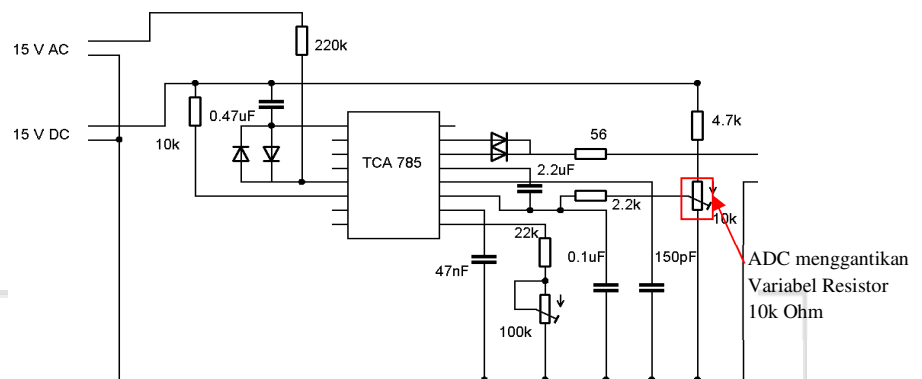 15 V AC
220k
15 V DC
0.47uF
10k
TCA 785
56
4.7k
2.2uF
2.2k
10k
22k
47nF
0.1uF
150pF
100k
ADC menggantikan
Variabel Resistor
10k Ohm